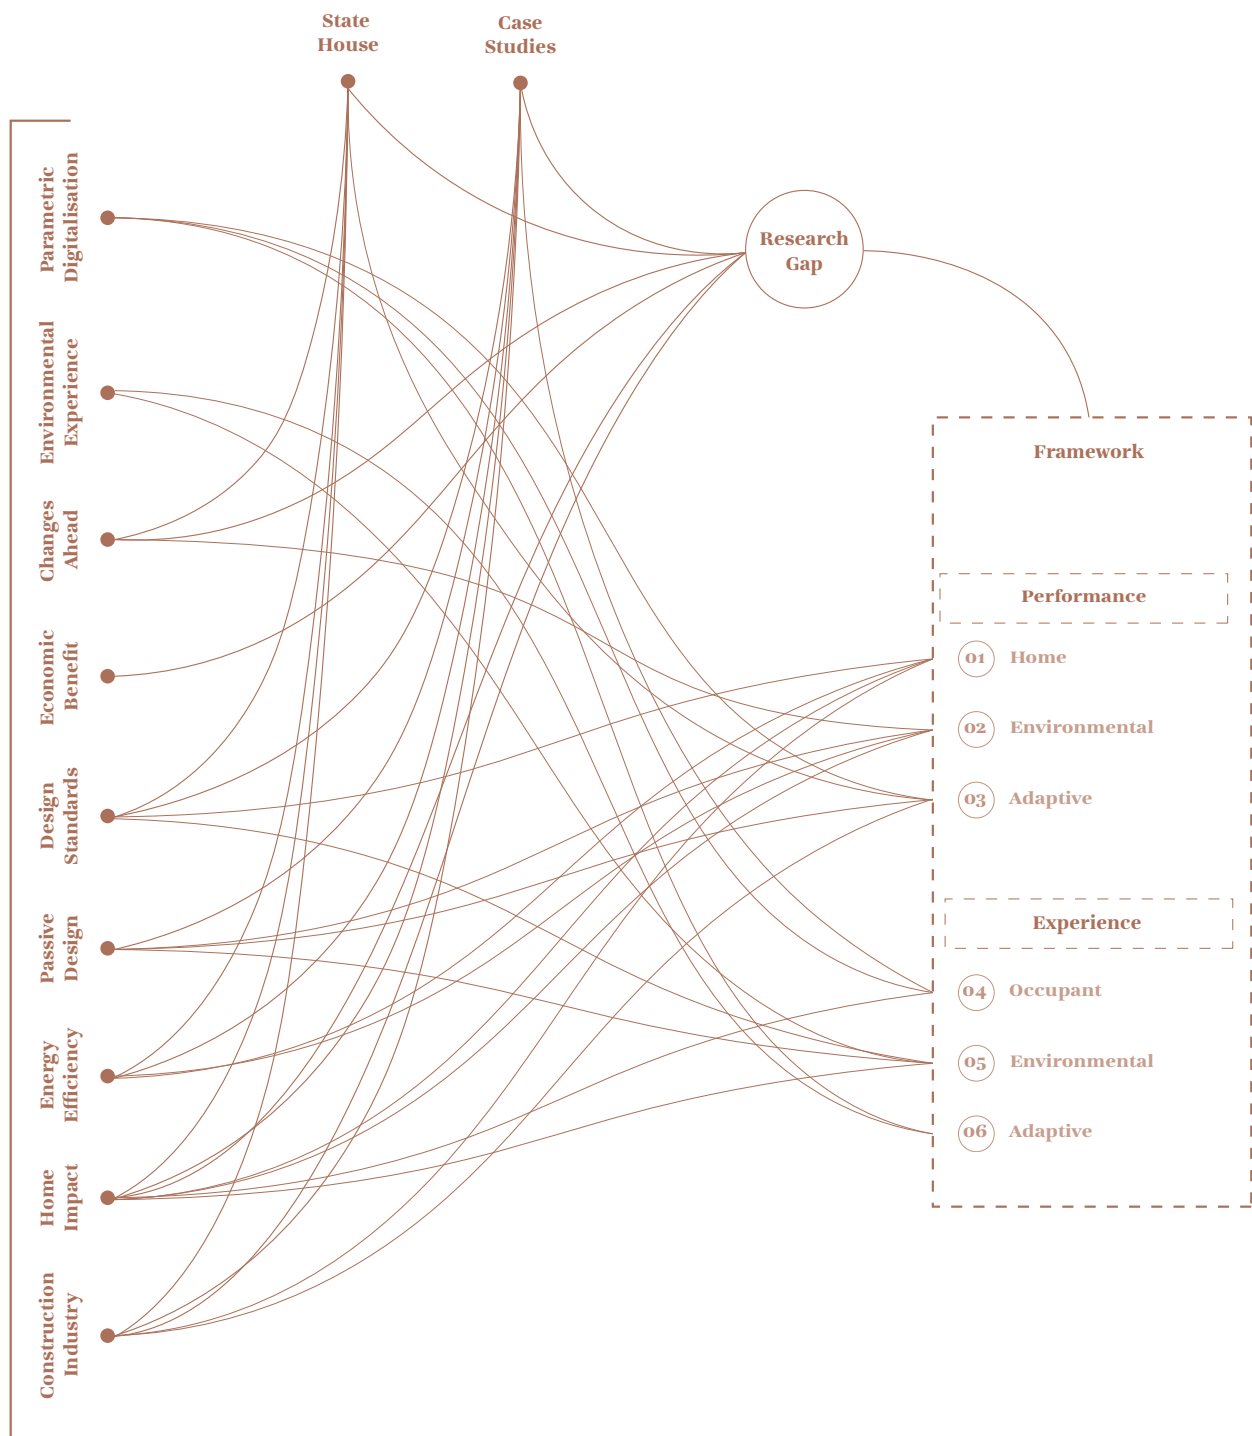 State
House
Case
Studies
Parametric
Digitalisation
Environmental
Experience
Changes
Ahead
Economic
Benefit
Design
Standards
Passive
Design
Energy
Efficiency
Home
Impact
Construction
Industry
Research
Gap
Framework
Performance
01 Home
02 Environmental
03 Adaptive
Experience
04 Occupant
05 Environmental
06 Adaptive